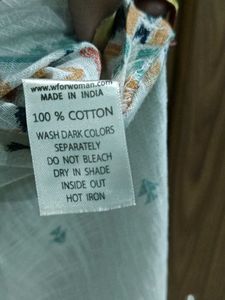 www.wforwoman.com
MADE IN INDIA
100 % COTTON
WASH DARK COLORS
SEPARATELY
DO NOT BLEACH
DRY IN SHADE
INSIDE OUT
HOT IRON